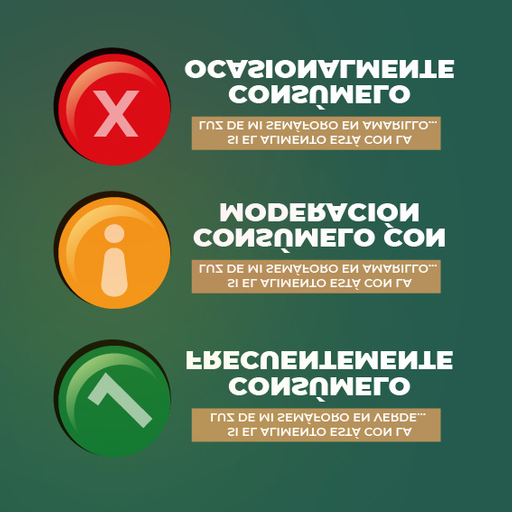 SI EL ALIMENTO ESTÁ CON LA
LUZ DE MI SEMÁFORO EN VERDE...
CONSÚMELO
FRECUENTEMENTE
SI EL ALIMENTO ESTÁ CON LA
LUZ DE MI SEMÁFORO EN AMARILLO...
CONSÚMELO CON
MODERACIÓN
SI EL ALIMENTO ESTÁ CON LA
LUZ DE MI SEMÁFORO EN AMARILLO...
CONSÚMELO
OCASIONALMENTE